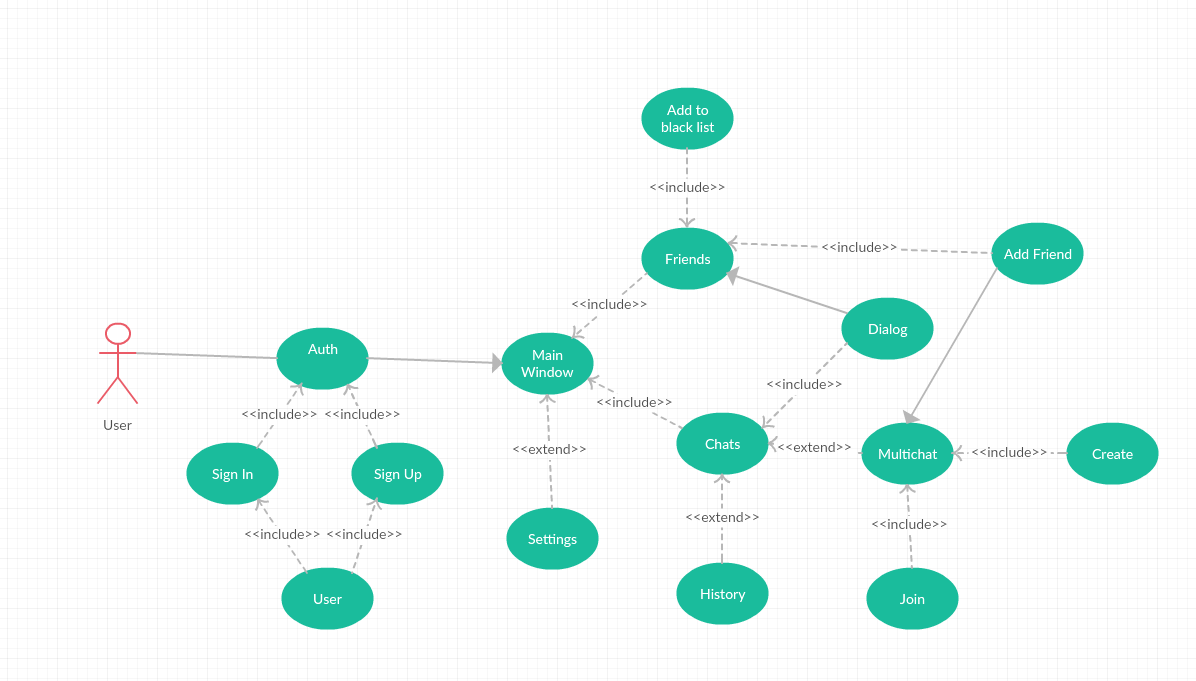 Add to
black list
<<include>>
Friends
<<include>>
Add Friend
<<include>>
Dialog
Auth
Main
Window
<<include>>
<<include>>
<<include>>
<<include>>
User
Chats
<<extend>>
<<extend>>
Multichat
<<include>>
Create
Sign In
Sign Up
<<extend>>
<<include>>
<<include>>
<<include>>
Settings
User
History
Join